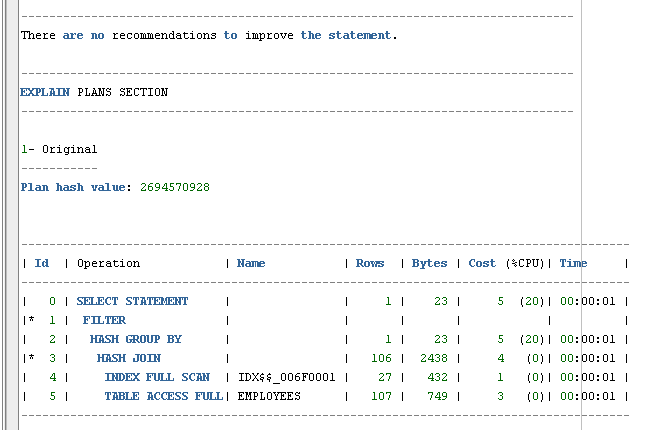 --------------------------------------------------------------------------------
There are no recommendations to improve the statement.
--------------------------------------------------------------------------------
EXPLAIN PLANS SECTION
--------------------------------------------------------------------------------
1- Original
-----------
Plan hash value: 2694570928
---------------------------------------------------------------------------------------
| Id  | Operation            | Name           | Rows  | Bytes | Cost (%CPU)| Time     |
---------------------------------------------------------------------------------------
|   0 | SELECT STATEMENT     |                |     1 |    23 |     5  (20)| 00:00:01 |
|*  1 |  FILTER              |                |       |       |            |          |
|   2 |   HASH GROUP BY      |                |     1 |    23 |     5  (20)| 00:00:01 |
|*  3 |    HASH JOIN         |                |   106 |  2438 |     4   (0)| 00:00:01 |
|   4 |     INDEX FULL SCAN  | IDX$$_006F0001 |    27 |   432 |     1   (0)| 00:00:01 |
|   5 |     TABLE ACCESS FULL| EMPLOYEES      |   107 |   749 |     3   (0)| 00:00:01 |
---------------------------------------------------------------------------------------